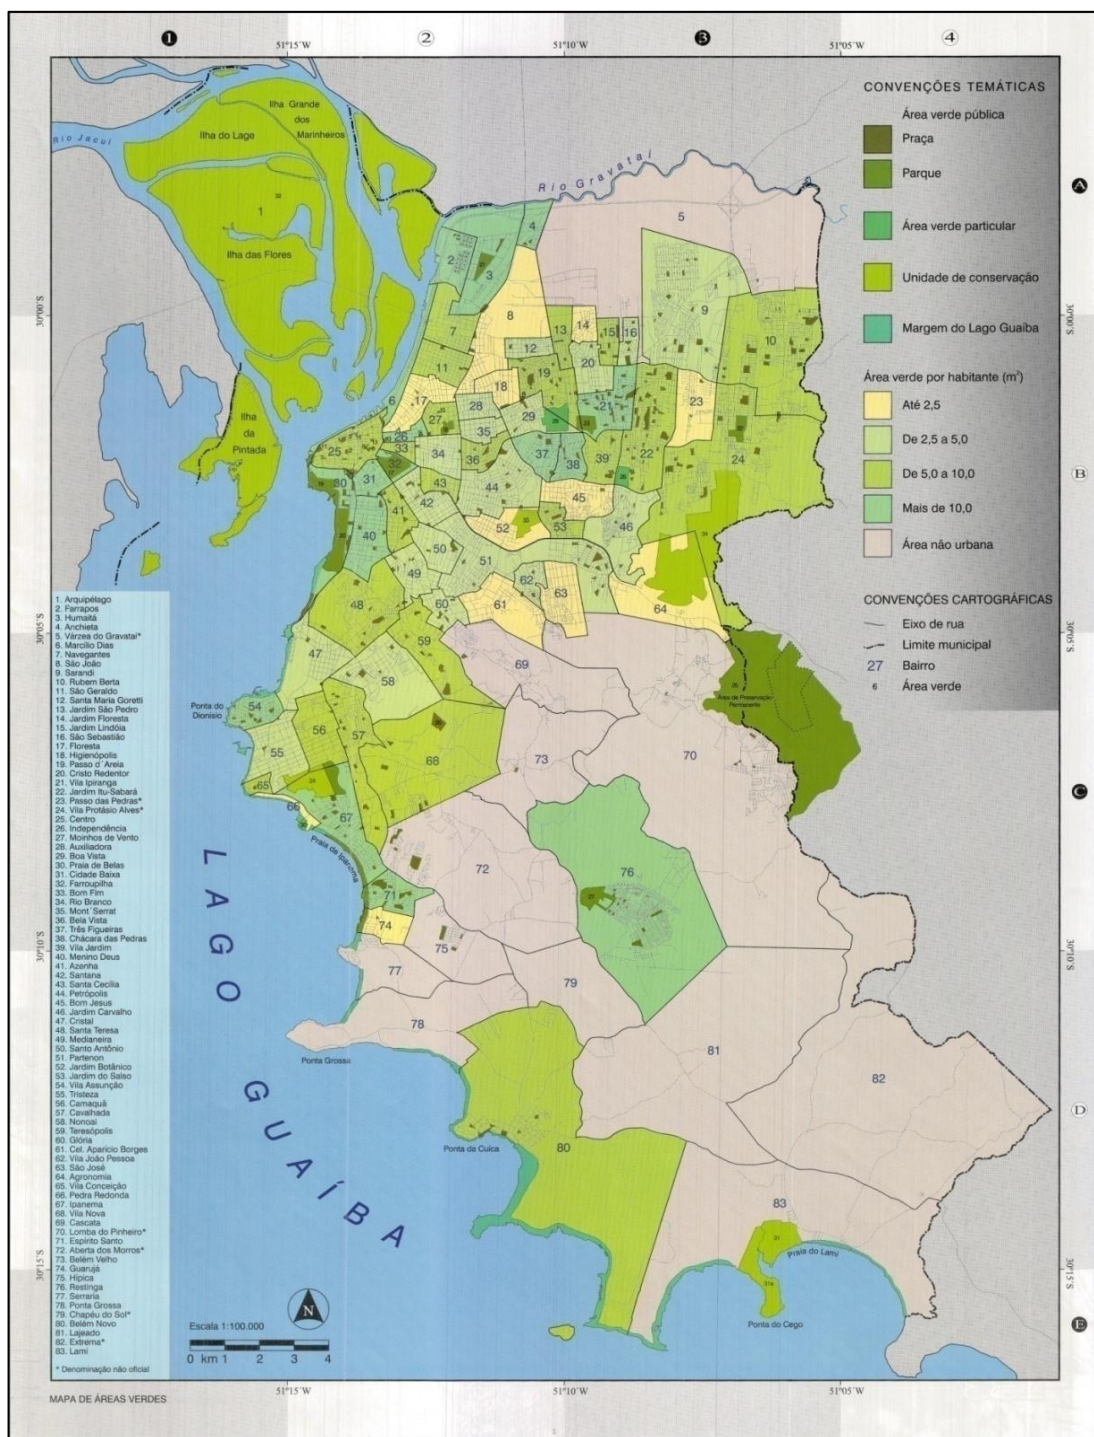 1 2 3 4
51°15´W 51°10´W 51°05´W
CONVENÇÕES TEMÁTICAS
Área verde pública
Praça
Parque
Área verde particular
Unidade de conservação
Margem do Lago Guaíba
Área verde por habitante (m²)
Até 2,5
De 2,5 a 5,0
De 5,0 a 10,0
Mais de 10,0
Área não urbana
CONVENÇÕES CARTOGRÁFICAS
Eixo de rua
Limite municipal
27 Bairro
6 Área verde
A
B
C
D
E
30°00´S
30°05´S
30°10´S
30°15´S
Rio Jacuí
Ilha Grande
dos
Marinheiros
Ilha do Lage
Ilha das Flores
Ilha
da
Pintada
Rio Gravataí
Ponta do
Dionísio
Praia de Ipanema
Área de Preservação
Permanente
LAGO GUAÍBA
Ponta Grossa
Ponta da Cuíca
Praia do Lami
Ponta do Cego
1. Arquipélago
2. Farrapos
3. Humaitá
4. Anchieta
5. Várzea do Gravataí*
6. Marcílio Dias
7. Navegantes
8. São João
9. Sarandi
10. Rubem Berta
11. São Geraldo
12. Santa Maria Goretti
13. Jardim São Pedro
14. Jardim Floresta
15. Jardim Lindóia
16. São Sebastião
17. Floresta
18. Higienópolis
19. Passo d´Areia
20. Cristo Redentor
21. Vila Ipiranga
22. Jardim Itu-Sabará
23. Passo das Pedras*
24. Vila Protásio Alves*
25. Centro
26. Independência
27. Moinhos de Vento
28. Auxiliadora
29. Boa Vista
30. Praia de Belas
31. Cidade Baixa
32. Farroupilha
33. Bom Fim
34. Rio Branco
35. Mont´Serrat
36. Bela Vista
37. Três Figueiras
38. Chácara das Pedras
39. Vila Jardim
40. Menino Deus
41. Azenha
42. Santana
43. Santa Cecília
44. Petrópolis
45. Bom Jesus
46. Jardim Carvalho
47. Cristal
48. Santa Teresa
49. Medianeira
50. Santo Antônio
51. Partenon
52. Jardim Botânico
53. Jardim do Salso
54. Vila Assunção
55. Tristeza
56. Camaquã
57. Cavalhada
58. Nonoai
59. Teresópolis
60. Glória
61. Cel. Aparício Borges
62. Vila João Pessoa
63. São José
64. Agronomia
65. Vila Conceição
66. Pedra Redonda
67. Ipanema
68. Vila Nova
69. Cascata
70. Lomba do Pinheiro*
71. Espírito Santo
72. Aberta dos Morros*
73. Belém Velho
74. Guarujá
75. Hípica
76. Restinga
77. Serraria
78. Ponta Grossa
79. Chapéu do Sol*
80. Belém Novo
81. Lajeado
82. Extrema*
83. Lami
* Denominação não oficial
N
Escala 1:100.000
0 km 1 2 3 4
51°15´W 51°10´W 51°05´W
MAPA DE ÁREAS VERDES